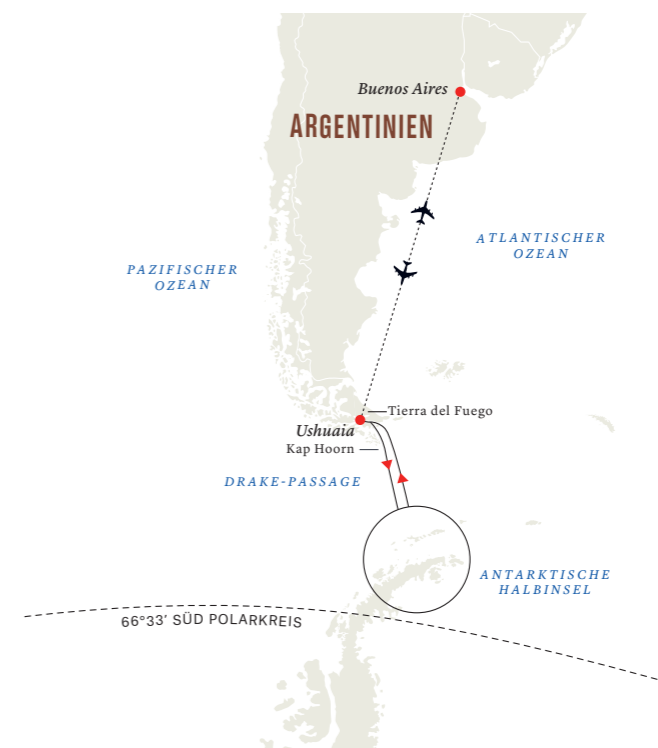 Buenos Aires
ARGENTINIEN
ATLANTISCHER
OZEAN
PAZIFISCHER
OZEAN
Tierra del Fuego
Ushuaia
Kap Hoorn
DRAKE-PASSAGE
ANTARKTISCHE
HALBINSEL
66°33′ SÜD POLARKREIS